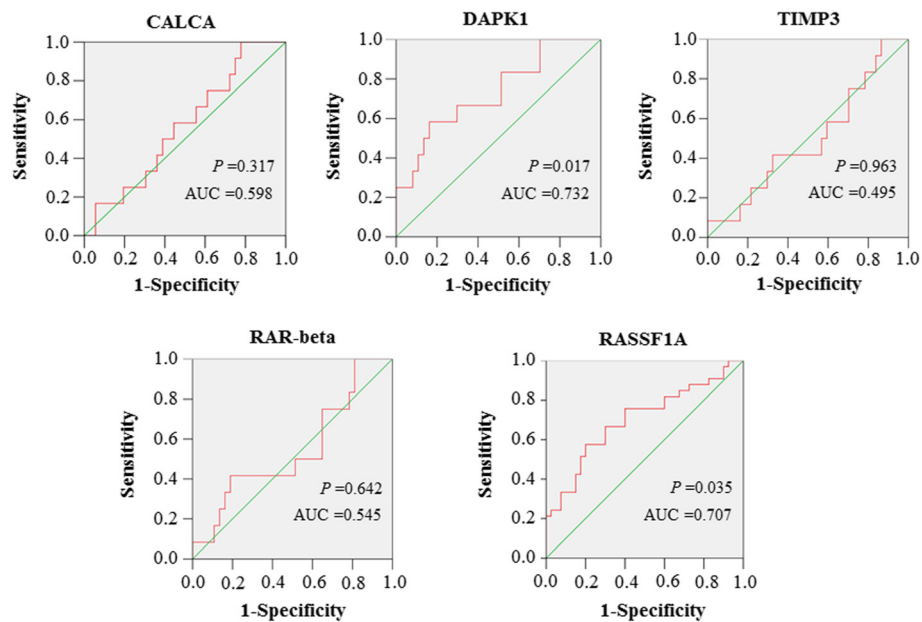 CALCA
1.0
0.8
0.6
0.4
0.2
0.0
Sensitivity
P =0.317
AUC =0.598
0.0 0.2 0.4 0.6 0.8 1.0
1-Specificity
DAPK1
1.0
0.8
0.6
0.4
0.2
0.0
Sensitivity
P =0.017
AUC =0.732
0.0 0.2 0.4 0.6 0.8 1.0
1-Specificity
TIMP3
1.0
0.8
0.6
0.4
0.2
0.0
Sensitivity
P =0.963
AUC =0.495
0.0 0.2 0.4 0.6 0.8 1.0
1-Specificity
RAR-beta
1.0
0.8
0.6
0.4
0.2
0.0
Sensitivity
P =0.642
AUC =0.545
0.0 0.2 0.4 0.6 0.8 1.0
1-Specificity
RASSF1A
1.0
0.8
0.6
0.4
0.2
0.0
Sensitivity
P =0.035
AUC =0.707
0.0 0.2 0.4 0.6 0.8 1.0
1-Specificity